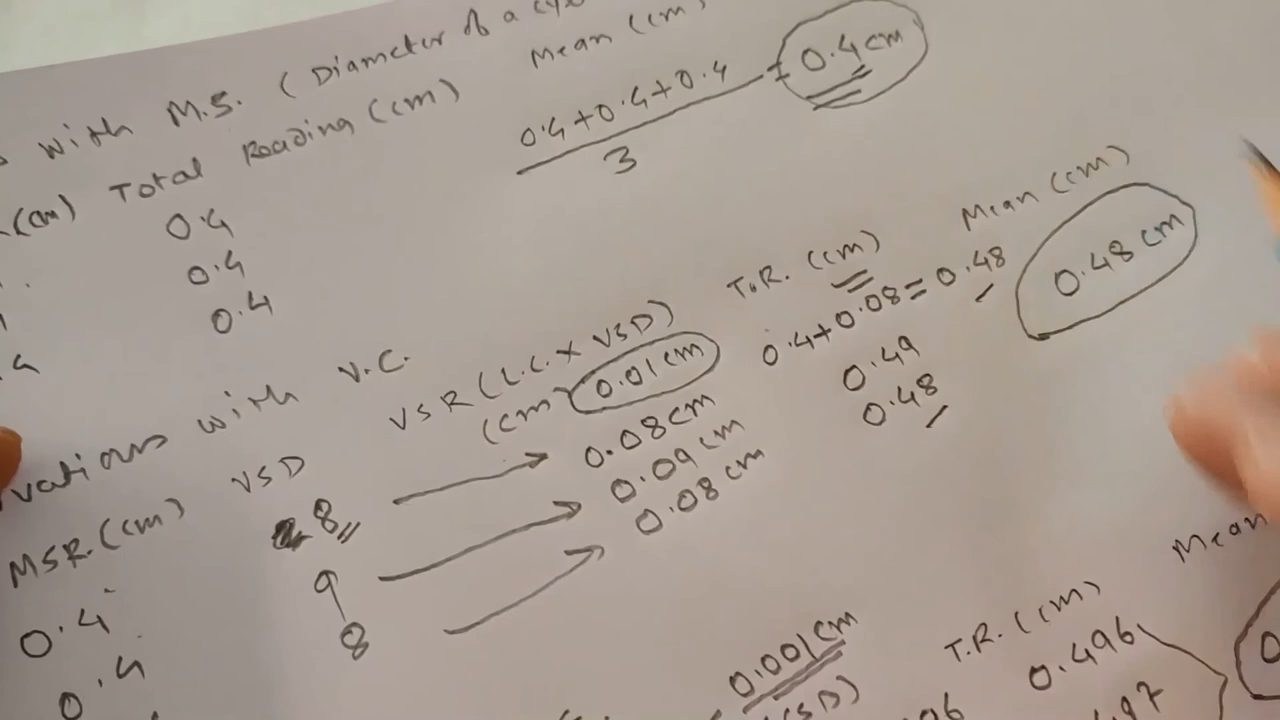 with M.S. (Diameter of a
(cm) Total Reading (cm) Mean (cm)
0.4 0.4+0.4+0.4 = 0.4 cm
0.4 3
0.4
with V.C.
MSR.(cm) VSD VSR (L.C. X VSD) T.R. (cm) Mean (cm)
(cm) 0.01 cm
0.4 8 0.08 cm 0.4+0.08 = 0.48 0.48 cm
0.4 9 0.09 cm 0.49
8 0.08 cm 0.48
0.001 cm T.R. (cm) Mean
0.496